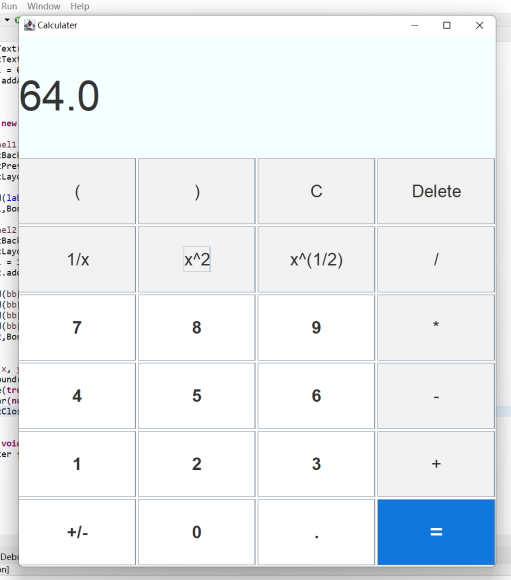 Run Window Help
Calculater
64.0
( ) C Delete
1/x x^2 x^(1/2) /
7 8 9 *
4 5 6 -
1 2 3 +
+/- 0 . =